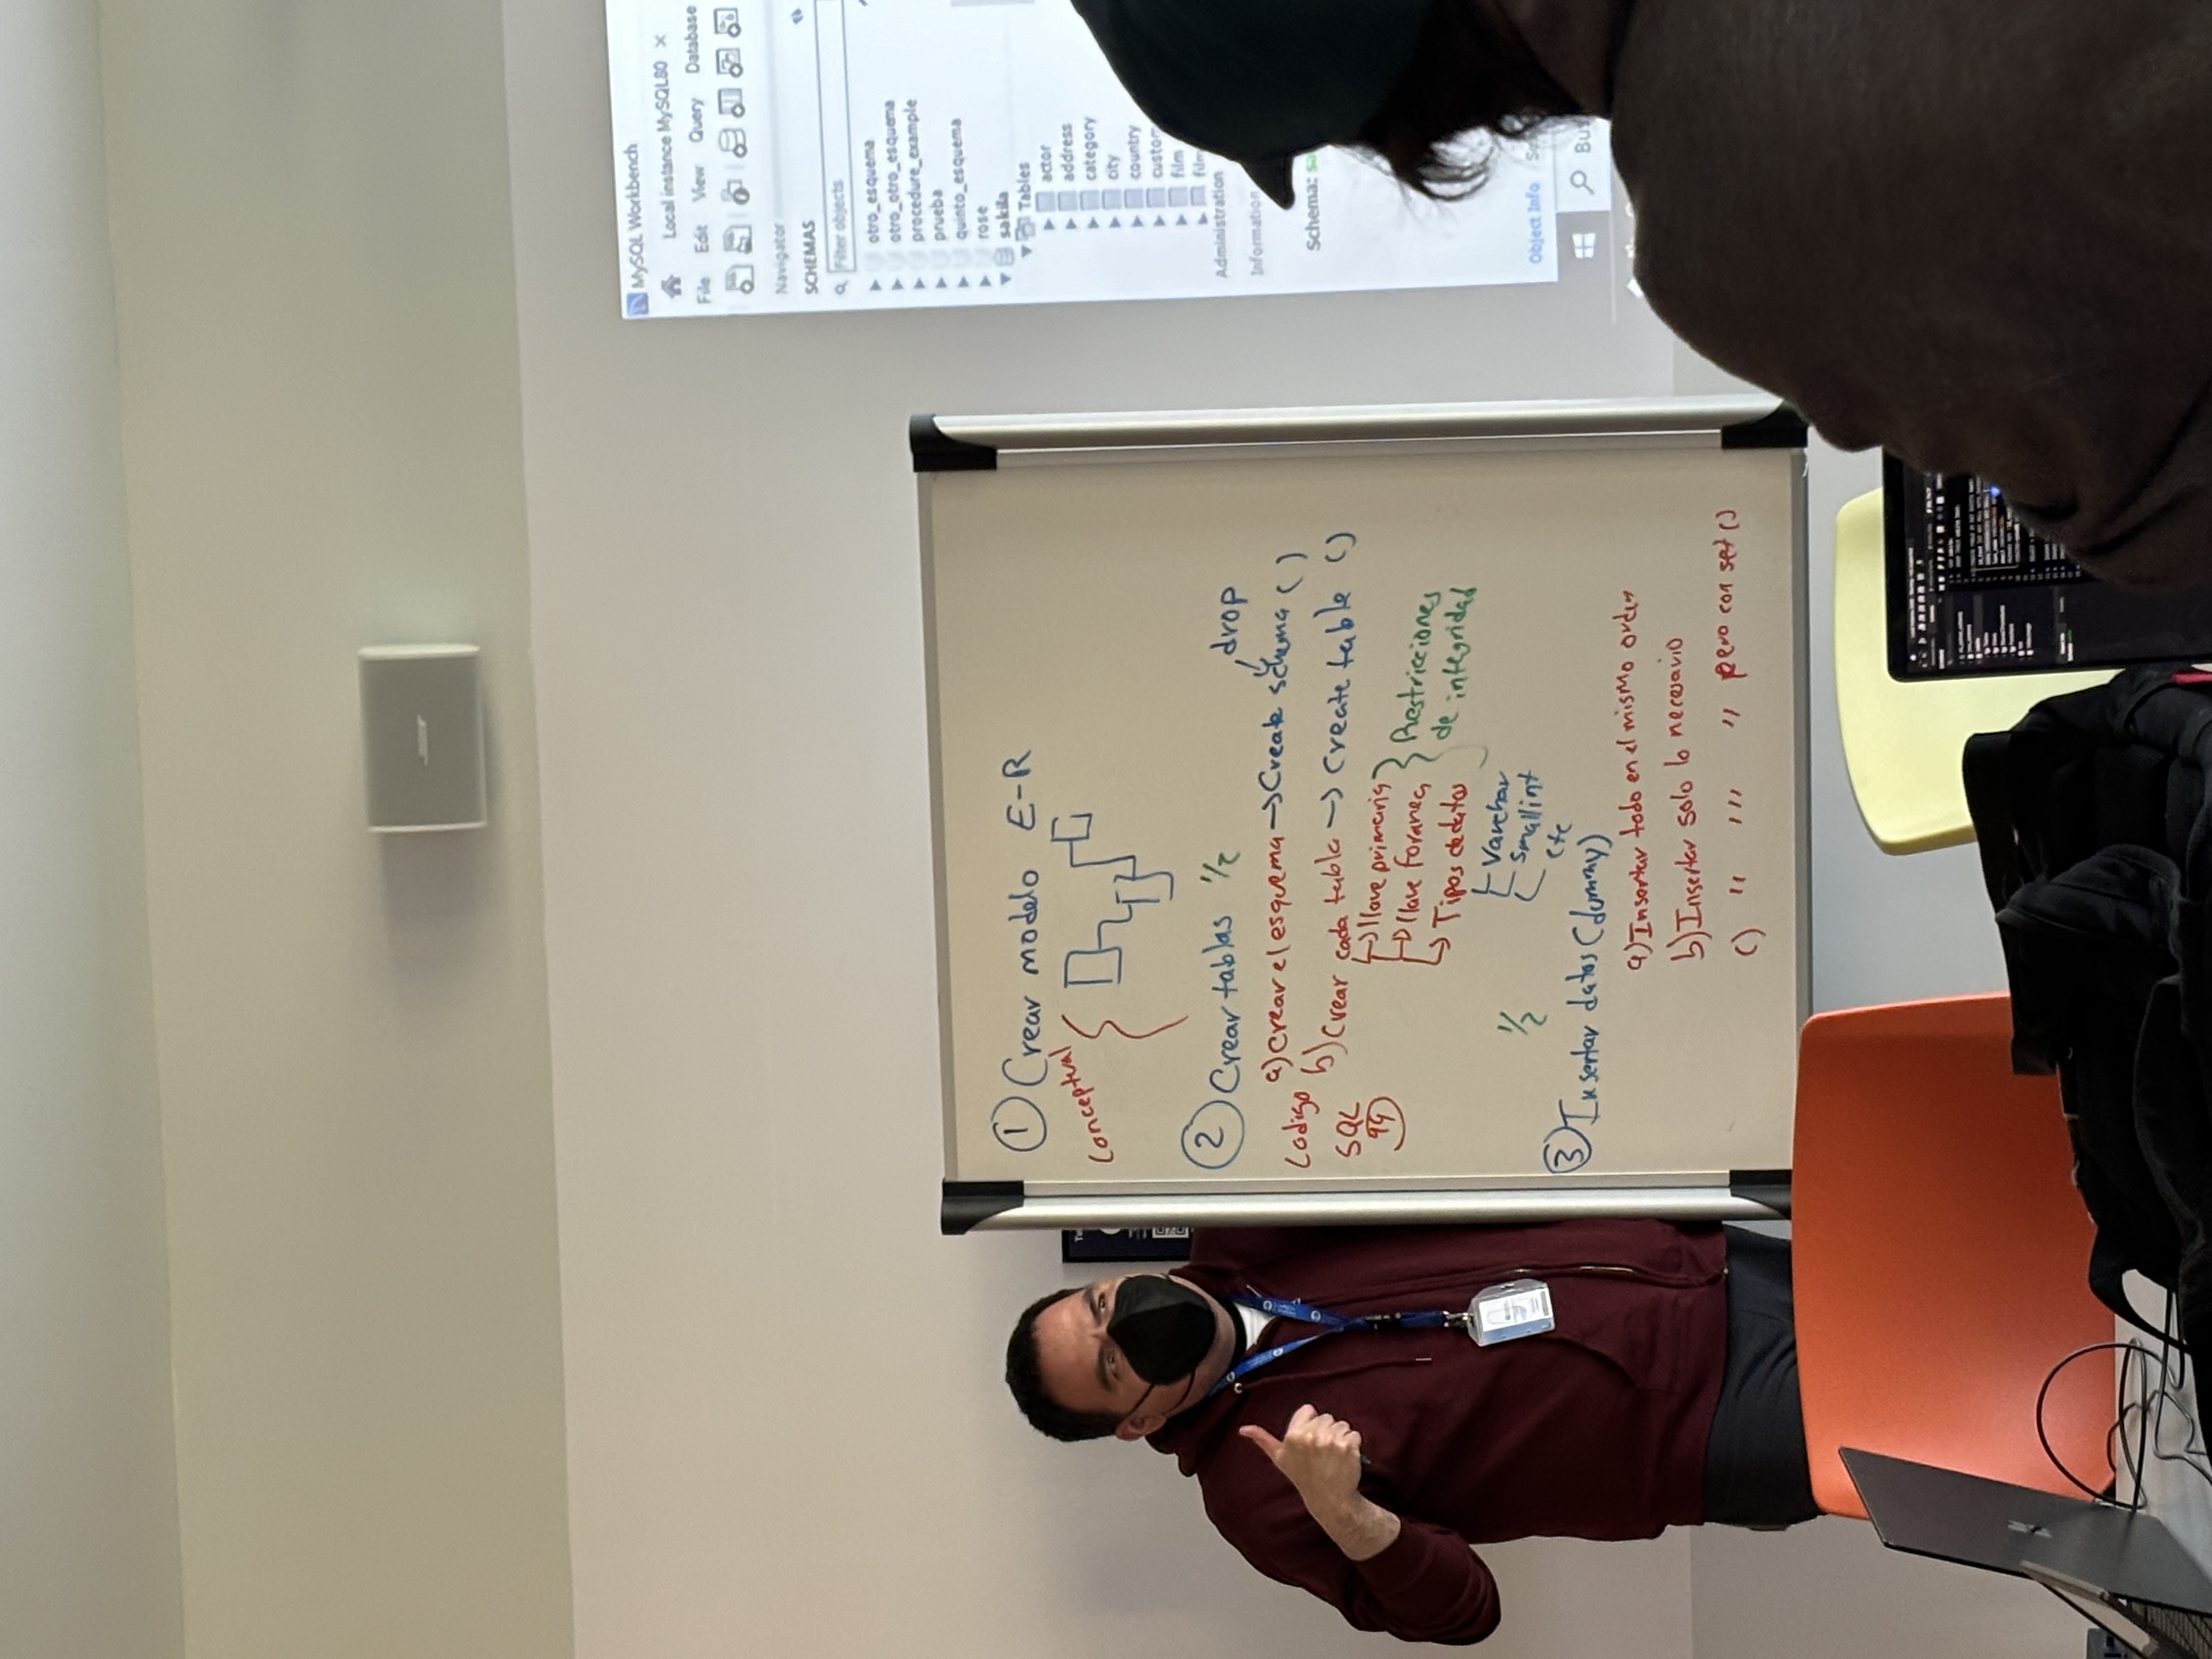 ① Crear modelo E-R
Conceptual
② Crear tablas 1/2
drop
a) Crear el esquema → Create schema ( )
Codigo
SQL
94
b) Crear cada tabla → Create table ( )
llave primaria
llave foranea
Tipos de datos
Restricciones
de integridad
Varchar
smallint
etc
1/2
③ Insertar datos (dummy)
a) Insertar todo en el mismo orden
b) Insertar solo lo necesario
c) " " " pero con set ( )
MySQL Workbench
Local instance MySQL80 ×
File Edit View Query Database
Navigator
SCHEMAS
Filter objects
otro_esquema
otro_otro_esquema
procedure_example
prueba
quinto_esquema
rose
sakila
Tables
actor
address
category
city
country
custom
film
film
Administration
Information
Schema: sa
Object Info
Bus